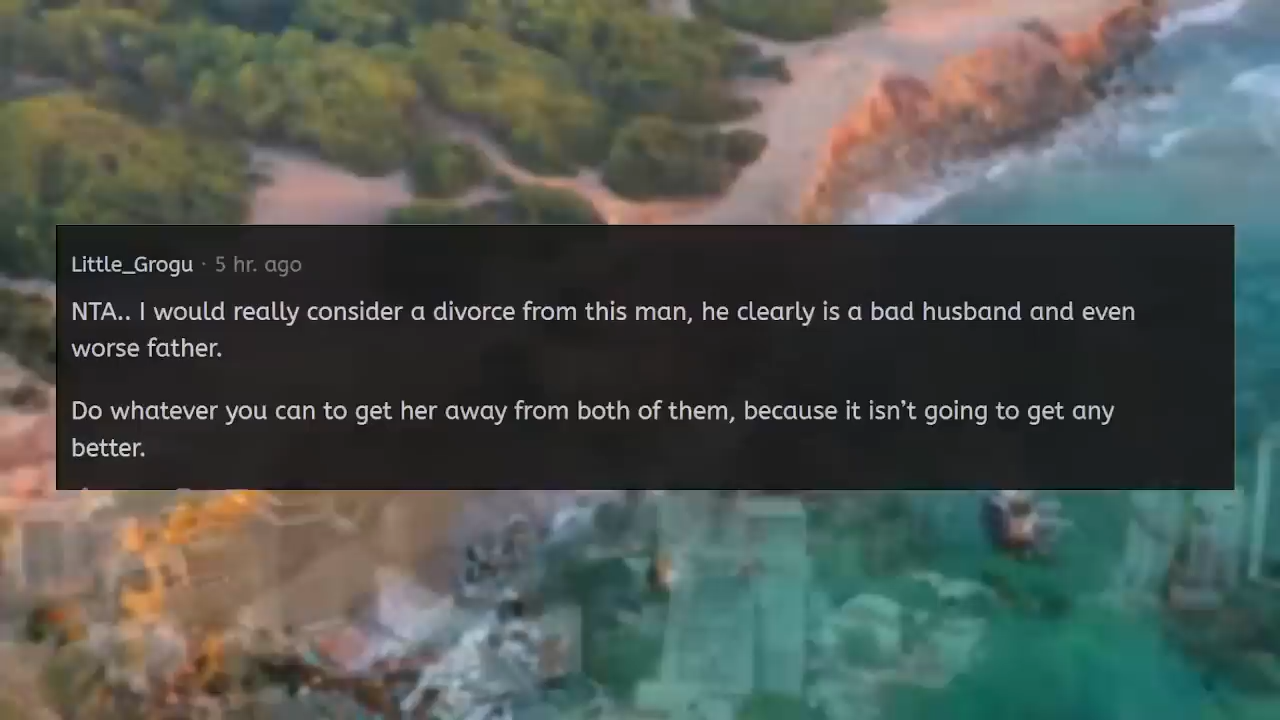 Little_Grogu · 5 hr. ago
NTA.. I would really consider a divorce from this man, he clearly is a bad husband and even
worse father.
Do whatever you can to get her away from both of them, because it isn’t going to get any
better.